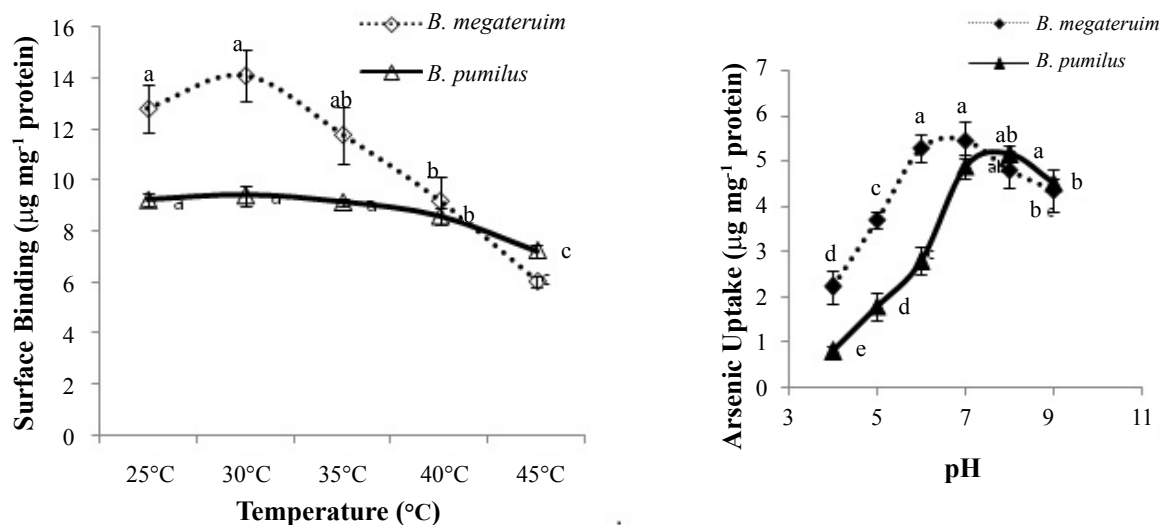 B. megateruim
B. pumilus
Surface Binding (µg mg⁻¹ protein)
16
14
12
10
8
6
4
2
0
a
a
ab
b
a
a
a
b
c
c
25°C
30°C
35°C
40°C
45°C
Temperature (°C)
B. megateruim
B. pumilus
Arsenic Uptake (µg mg⁻¹ protein)
7
6
5
4
3
2
1
0
a
a
ab
a
ab
b
c
b c
d
c
d
e
3
5
7
9
11
pH